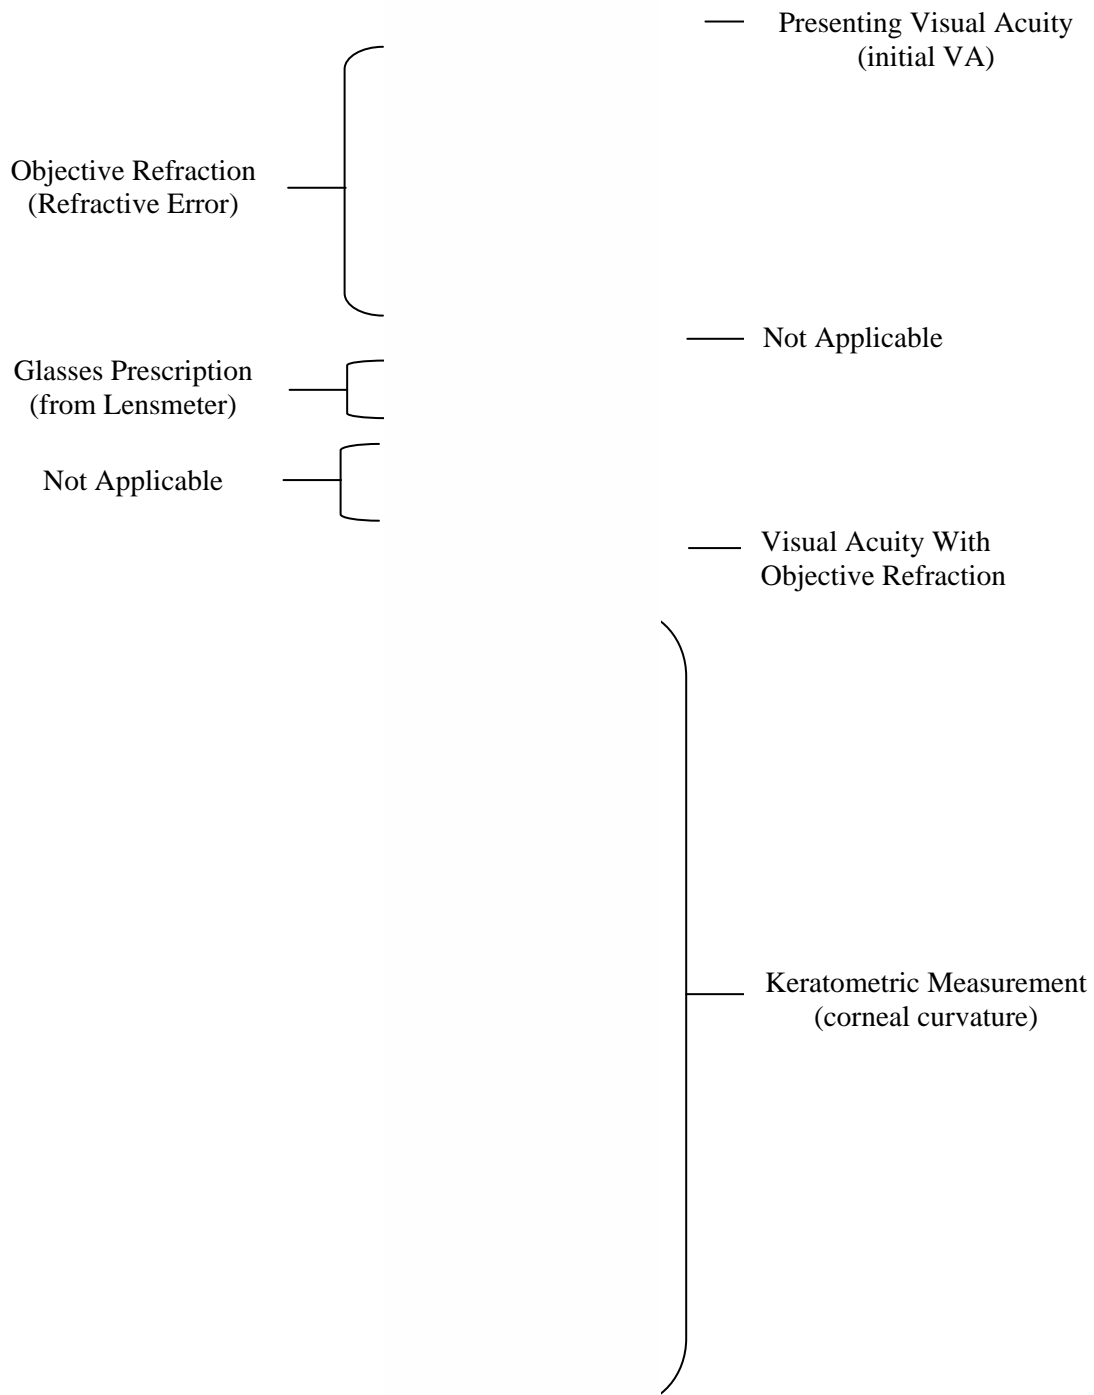 Presenting Visual Acuity
(initial VA)
Objective Refraction
(Refractive Error)
Not Applicable
Glasses Prescription
(from Lensmeter)
Not Applicable
Visual Acuity With
Objective Refraction
Keratometric Measurement
(corneal curvature)